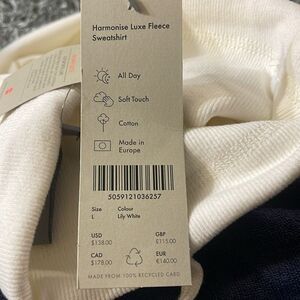 Harmonise Luxe Fleece
Sweatshirt
All Day
Soft Touch
Cotton
Made in
Europe
5059121036257
Size Colour
L Lily White
USD GBP
$138.00 £115.00
CAD EUR
$178.00 €140.00
MADE FROM 100% RECYCLED CARD